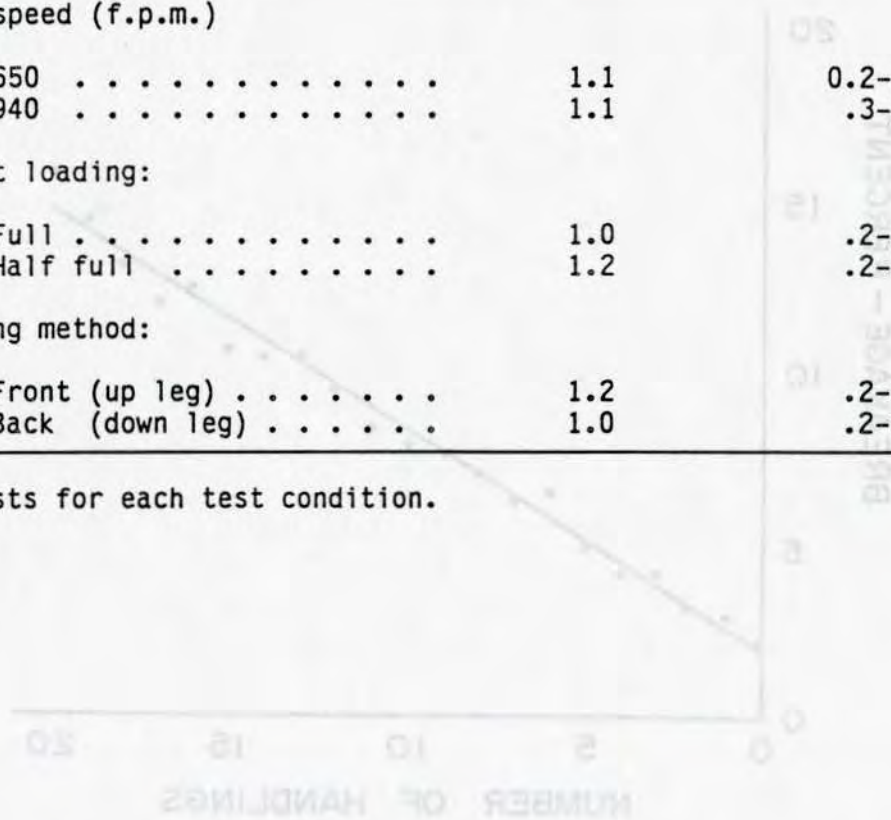 speed (f.p.m.)
650 . . . . . . . . . . . . 1.1 0.2-
940 . . . . . . . . . . . . 1.1 .3-
t loading:
Full . . . . . . . . . . . . 1.0 .2-
Half full . . . . . . . . . 1.2 .2-
ng method:
Front (up leg) . . . . . . . 1.2 .2-
Back (down leg) . . . . . . 1.0 .2-
sts for each test condition.
20
15
10
5
0
BREAKAGE — PERCENT
20 15 10 5 0
NUMBER OF HANDLINGS